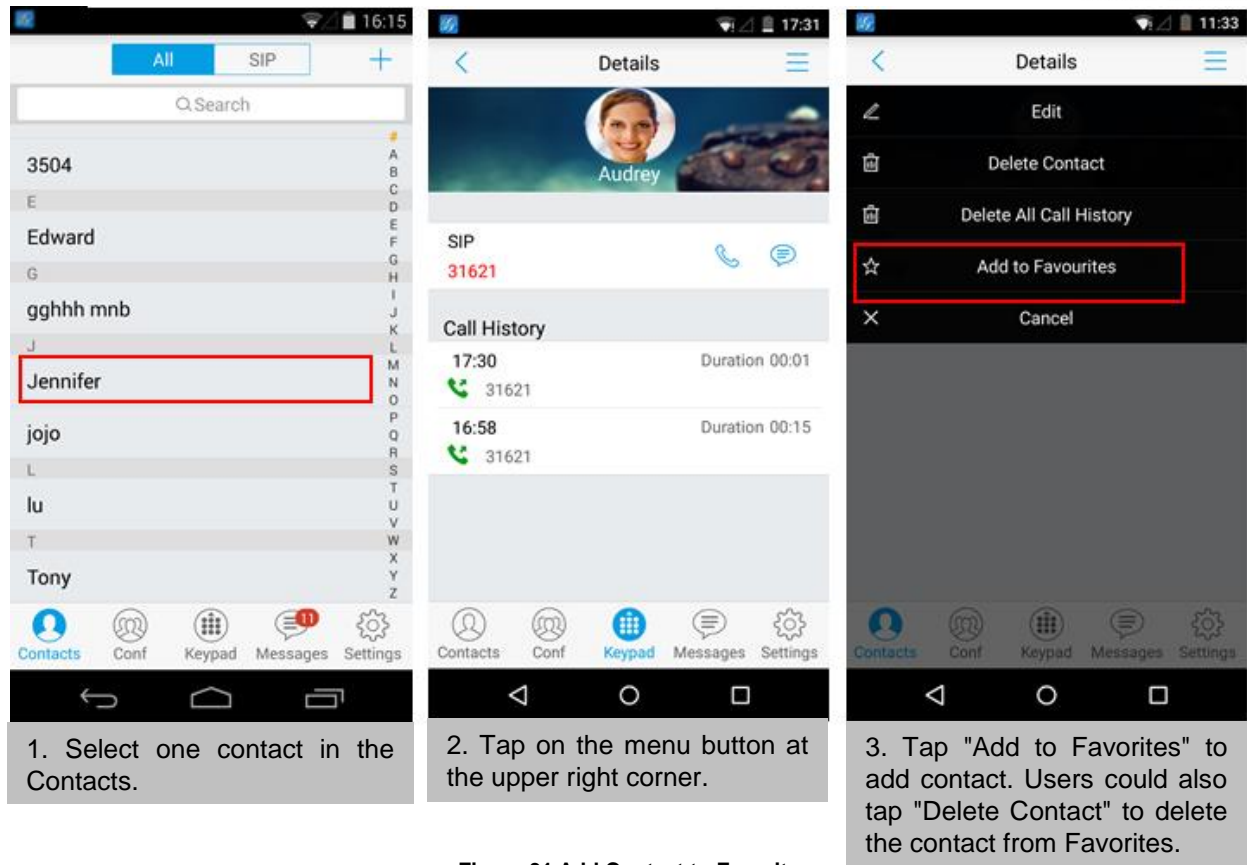 16:15
All SIP +
Search
#
3504
E
Edward
G
gghhh mnb
J
Jennifer
jojo
L
lu
T
Tony
A
B
C
D
E
F
G
H
I
J
K
L
M
N
O
P
Q
R
S
T
U
V
W
X
Y
Z
11
Contacts Conf Keypad Messages Settings
1. Select one contact in the
Contacts.
17:31
Details
Audrey
SIP
31621
Call History
17:30 Duration 00:01
31621
16:58 Duration 00:15
31621
Contacts Conf Keypad Messages Settings
2. Tap on the menu button at
the upper right corner.
11:33
Details
Edit
Delete Contact
Delete All Call History
Add to Favourites
Cancel
Contacts Conf Keypad Messages Settings
3. Tap "Add to Favorites" to
add contact. Users could also
tap "Delete Contact" to delete
the contact from Favorites.